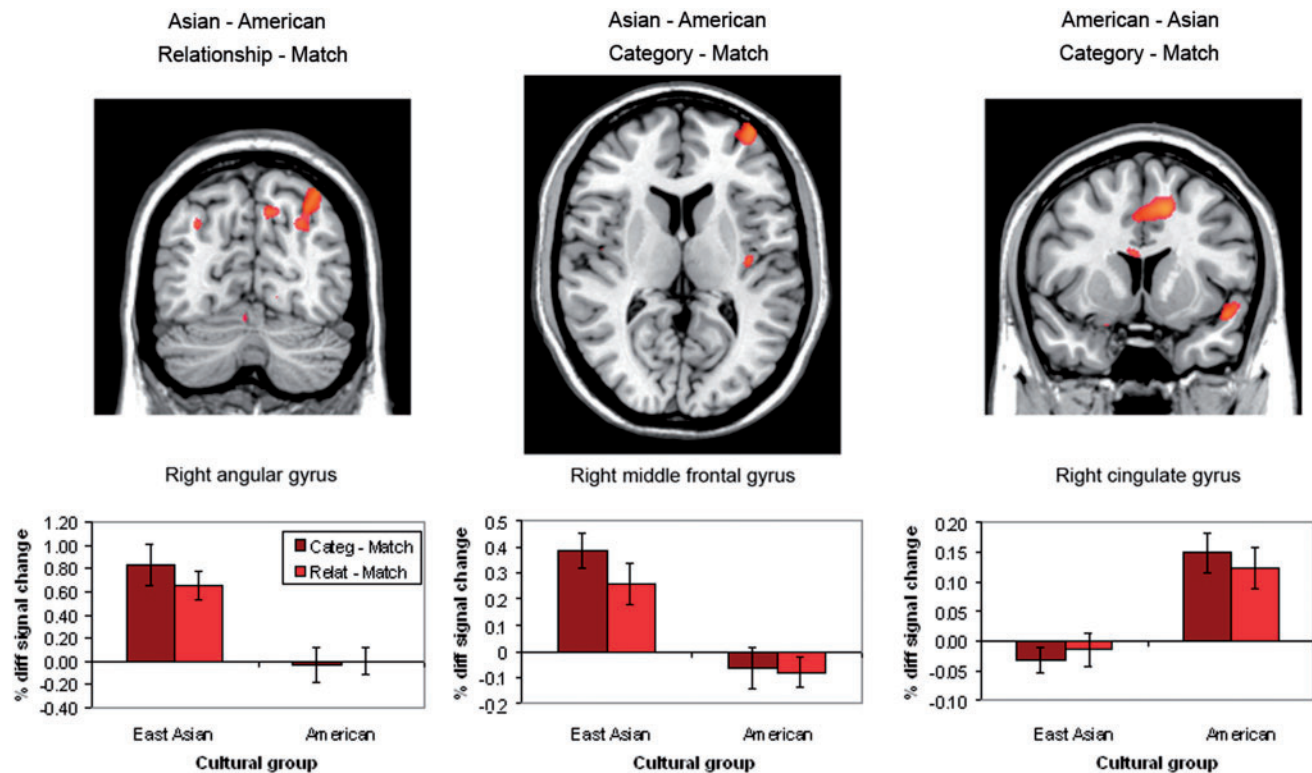 Asian - American
Relationship - Match
Asian - American
Category - Match
American - Asian
Category - Match
Right angular gyrus
Right middle frontal gyrus
Right cingulate gyrus
% diff signal change
1.20
1.00
0.80
0.60
0.40
0.20
0.00
-0.20
-0.40
Categ - Match
Relat - Match
East Asian
American
Cultural group
% diff signal change
0.5
0.4
0.3
0.2
0.1
0
-0.1
-0.2
East Asian
American
Cultural group
% diff signal change
0.20
0.15
0.10
0.05
0.00
-0.05
-0.10
East Asian
American
Cultural group